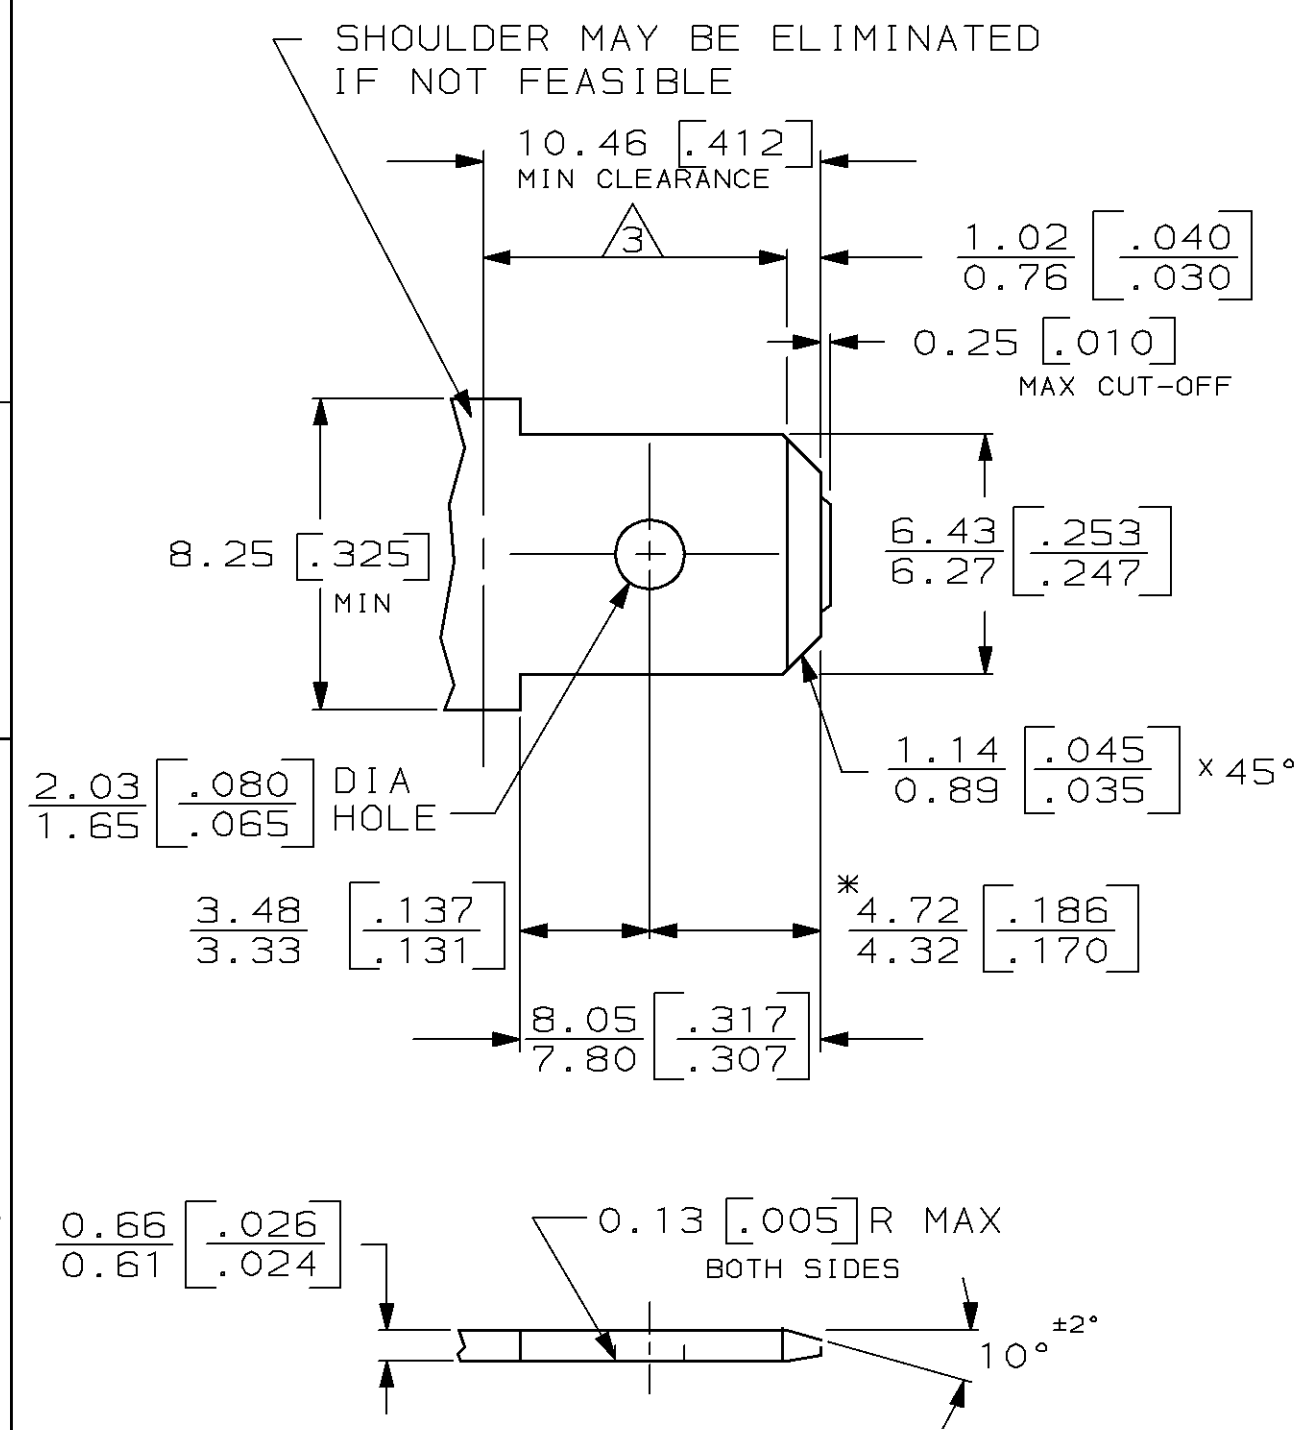 SHOULDER MAY BE ELIMINATED
IF NOT FEASIBLE
10.46 [.412]
MIN CLEARANCE
3
1.02 [.040
0.76 .030]
0.25 [.010]
MAX CUT-OFF
8.25 [.325]
MIN
6.43 [.253
6.27 .247]
2.03 [.080 DIA
1.65 .065] HOLE
1.14 [.045
0.89 .035] x 45°
3.48 [.137
3.33 .131]
*4.72 [.186
4.32 .170]
8.05 [.317
7.80 .307]
0.66 [.026
0.61 .024]
0.13 [.005] R MAX
BOTH SIDES
10° ±2°